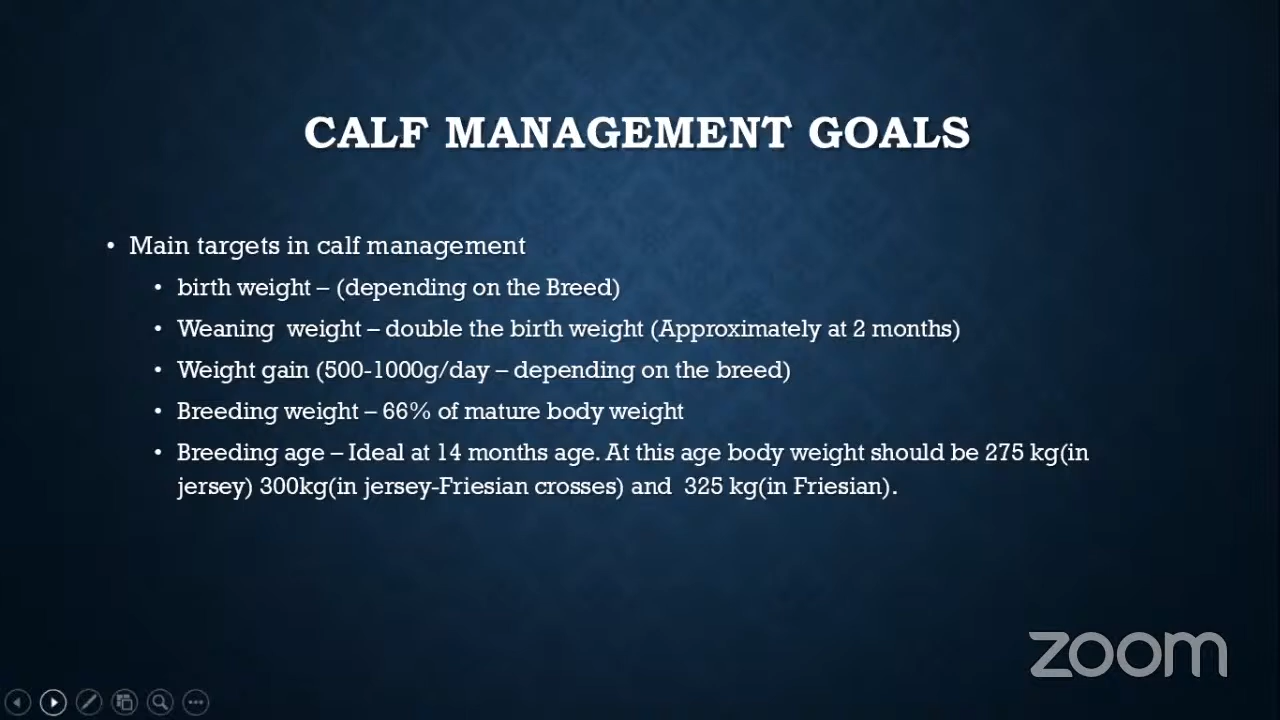 CALF MANAGEMENT GOALS
• Main targets in calf management
• birth weight – (depending on the Breed)
• Weaning  weight – double the birth weight (Approximately at 2 months)
• Weight gain (500-1000g/day – depending on the breed)
• Breeding weight – 66% of mature body weight
• Breeding age – Ideal at 14 months age. At this age body weight should be 275 kg(in
jersey) 300kg(in jersey-Friesian crosses) and  325 kg(in Friesian).
zoom